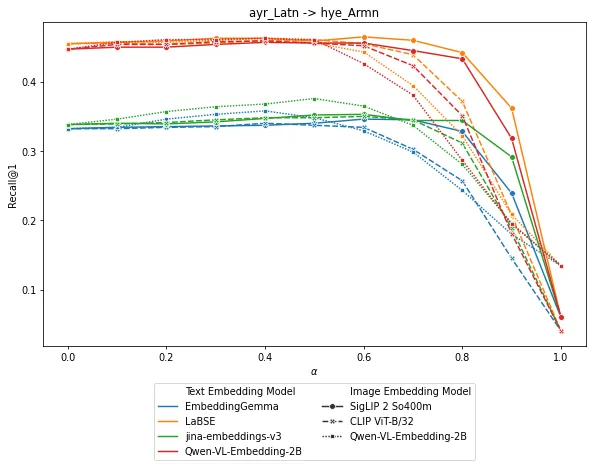 ayr_Latn -> hye_Armn
Recall@1
0.4
0.3
0.2
0.1
0.0 0.2 0.4 0.6 0.8 1.0
α
Text Embedding Model Image Embedding Model
EmbeddingGemma SigLIP 2 So400m
LaBSE CLIP ViT-B/32
jina-embeddings-v3 Qwen-VL-Embedding-2B
Qwen-VL-Embedding-2B